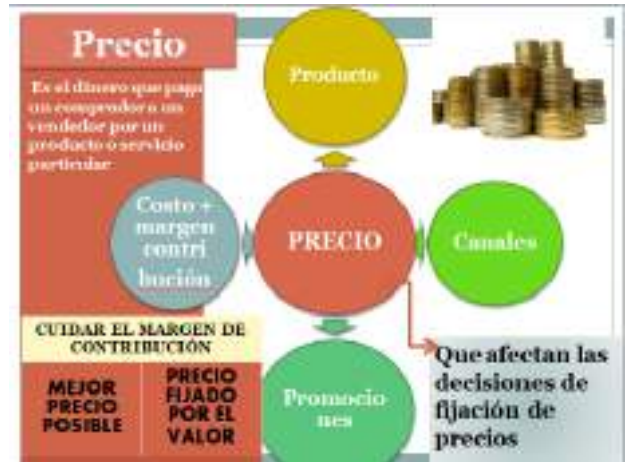 Precio
Es el dinero que paga
un comprador a un
vendedor por un
producto o servicio
particular
Producto
Costo +
margen
contri
bución
PRECIO
Canales
CUIDAR EL MARGEN DE
CONTRIBUCIÓN
MEJOR
PRECIO
POSIBLE
PRECIO
FIJADO
POR EL
VALOR
Promocio
nes
Que afectan las
decisiones de
fijación de
precios